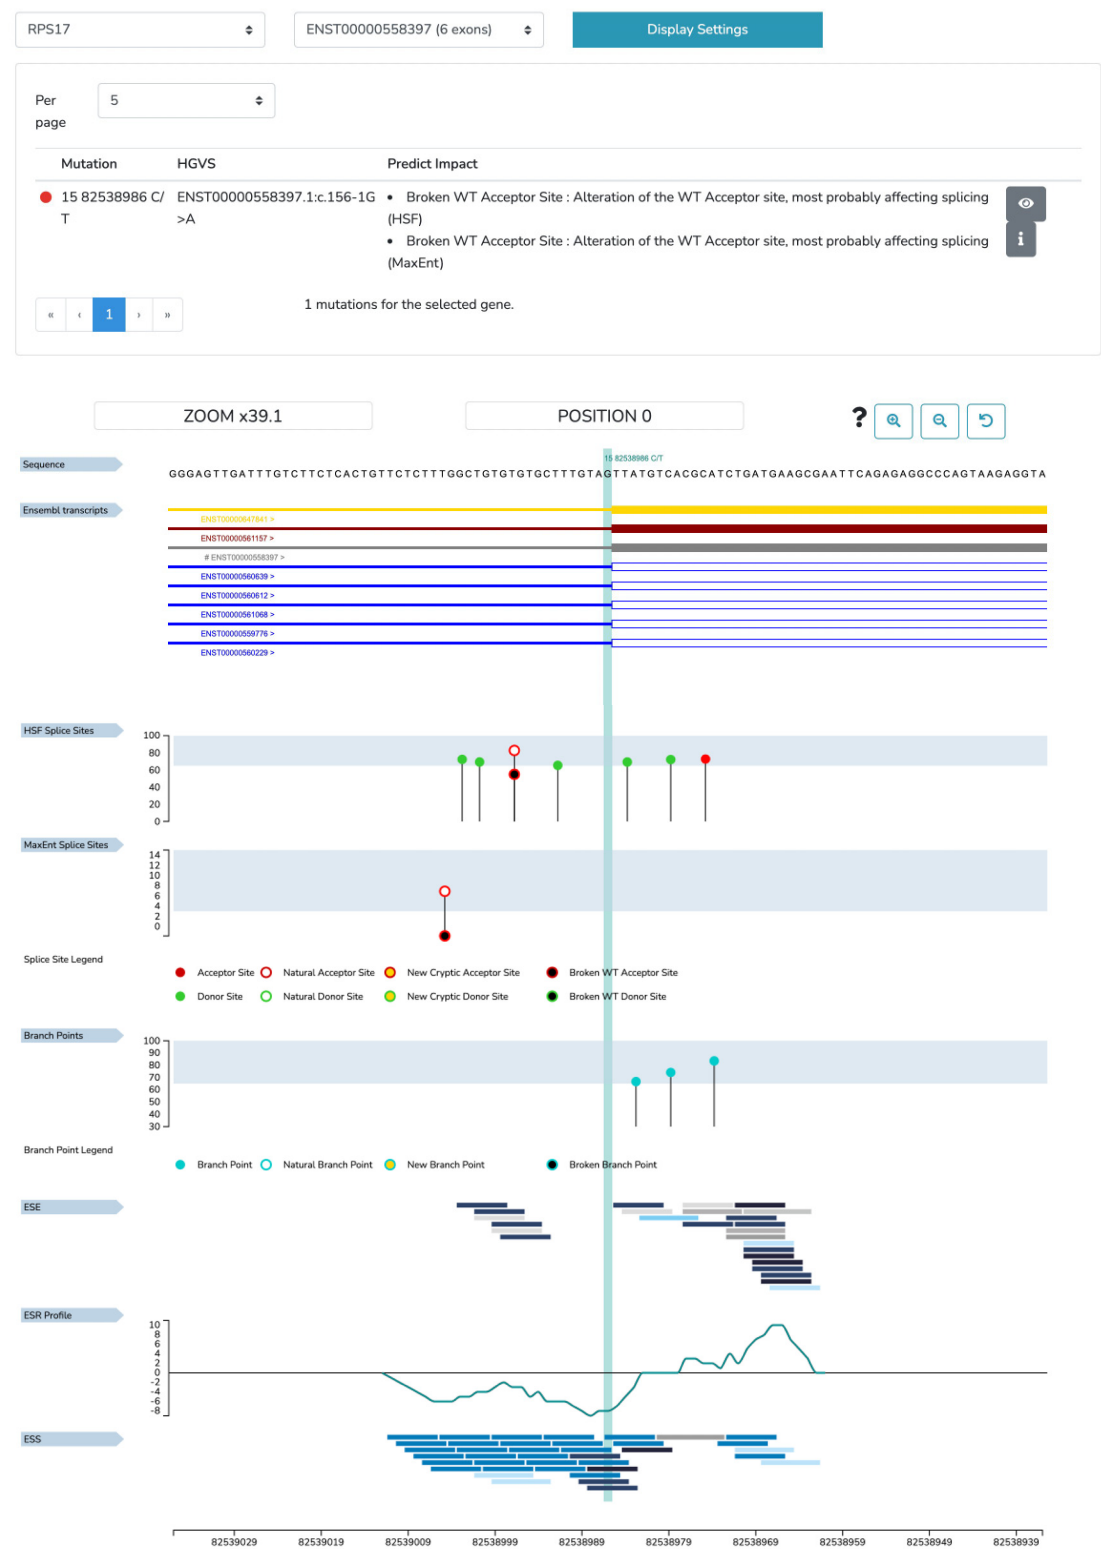 RPS17
ENST00000558397 (6 exons)
Display Settings
Per page
5
Mutation HGVS Predict Impact
15 82538986 C/ ENST00000558397.1:c.156-1G • Broken WT Acceptor Site : Alteration of the WT Acceptor site, most probably affecting splicing
T >A (HSF)
• Broken WT Acceptor Site : Alteration of the WT Acceptor site, most probably affecting splicing
(MaxEnt)
i
« ‹ 1 › »
1 mutations for the selected gene.
ZOOM x39.1
POSITION 0
?
15 82538986 C/T
Sequence
GGGAGTTGATTTGTCTTCTCACTGTTCTCTTTGGCTGTGTGTGCTTTGTAGTTATGTCACGCATCTGATGAAGCGAATTCAGAGAGGCCCAGTAAGAGGTA
Ensembl transcripts
ENST00000647841 >
ENST00000561157 >
# ENST00000558397 >
ENST00000560639 >
ENST00000560612 >
ENST00000561068 >
ENST00000559776 >
ENST00000560229 >
HSF Splice Sites
100
80
60
40
20
0
MaxEnt Splice Sites
14
12
10
8
6
4
2
0
Splice Site Legend
Acceptor Site Natural Acceptor Site New Cryptic Acceptor Site Broken WT Acceptor Site
Donor Site Natural Donor Site New Cryptic Donor Site Broken WT Donor Site
Branch Points
100
90
80
70
60
50
40
30
Branch Point Legend
Branch Point Natural Branch Point New Branch Point Broken Branch Point
ESE
ESR Profile
10
8
6
4
2
0
-2
-4
-6
-8
ESS
82539029 82539019 82539009 82538999 82538989 82538979 82538969 82538959 82538949 82538939